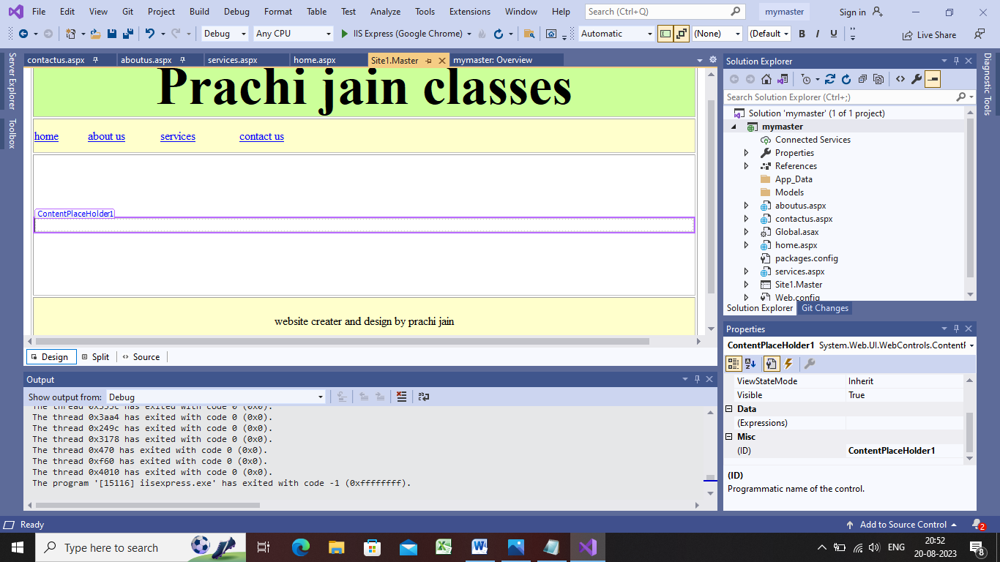 File Edit View Git Project Build Debug Format Table Test Analyze Tools Extensions Window Help Search (Ctrl+Q) mymaster Sign in
Debug Any CPU IIS Express (Google Chrome) Automatic (None) (Default B I U Live Share
contactus.aspx aboutus.aspx services.aspx home.aspx Site1.Master mymaster: Overview
Server Explorer
Toolbox
Prachi jain classes
home about us services contact us
ContentPlaceHolder1
website creater and design by prachi jain
Design Split Source
Output
Show output from: Debug
The thread 0x3aa4 has exited with code 0 (0x0).
The thread 0x249c has exited with code 0 (0x0).
The thread 0x3178 has exited with code 0 (0x0).
The thread 0x470 has exited with code 0 (0x0).
The thread 0xf60 has exited with code 0 (0x0).
The thread 0x4010 has exited with code 0 (0x0).
The program '[15116] iisexpress.exe' has exited with code -1 (0xffffffff).
Solution Explorer
Search Solution Explorer (Ctrl+;)
Solution 'mymaster' (1 of 1 project)
mymaster
Connected Services
Properties
References
App_Data
Models
aboutus.aspx
contactus.aspx
Global.asax
home.aspx
packages.config
services.aspx
Site1.Master
Web.config
Solution Explorer Git Changes
Diagnostic Tools
Properties
ContentPlaceHolder1 System.Web.UI.WebControls.Content
ViewStateMode Inherit
Visible True
Data
(Expressions)
Misc
(ID) ContentPlaceHolder1
(ID)
Programmatic name of the control.
Ready Add to Source Control 2
Type here to search ENG 20:52
20-08-2023 8